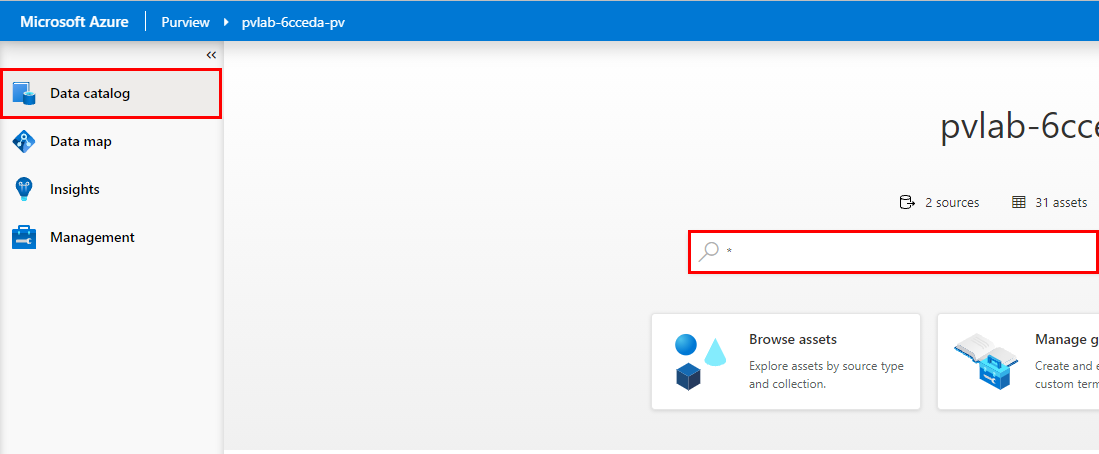 Microsoft Azure Purview pvlab-6cceda-pv
Data catalog
Data map
Insights
Management
pvlab-6cce
2 sources 31 assets
*
Browse assets
Explore assets by source type
and collection.
Manage g
Create and e
custom term